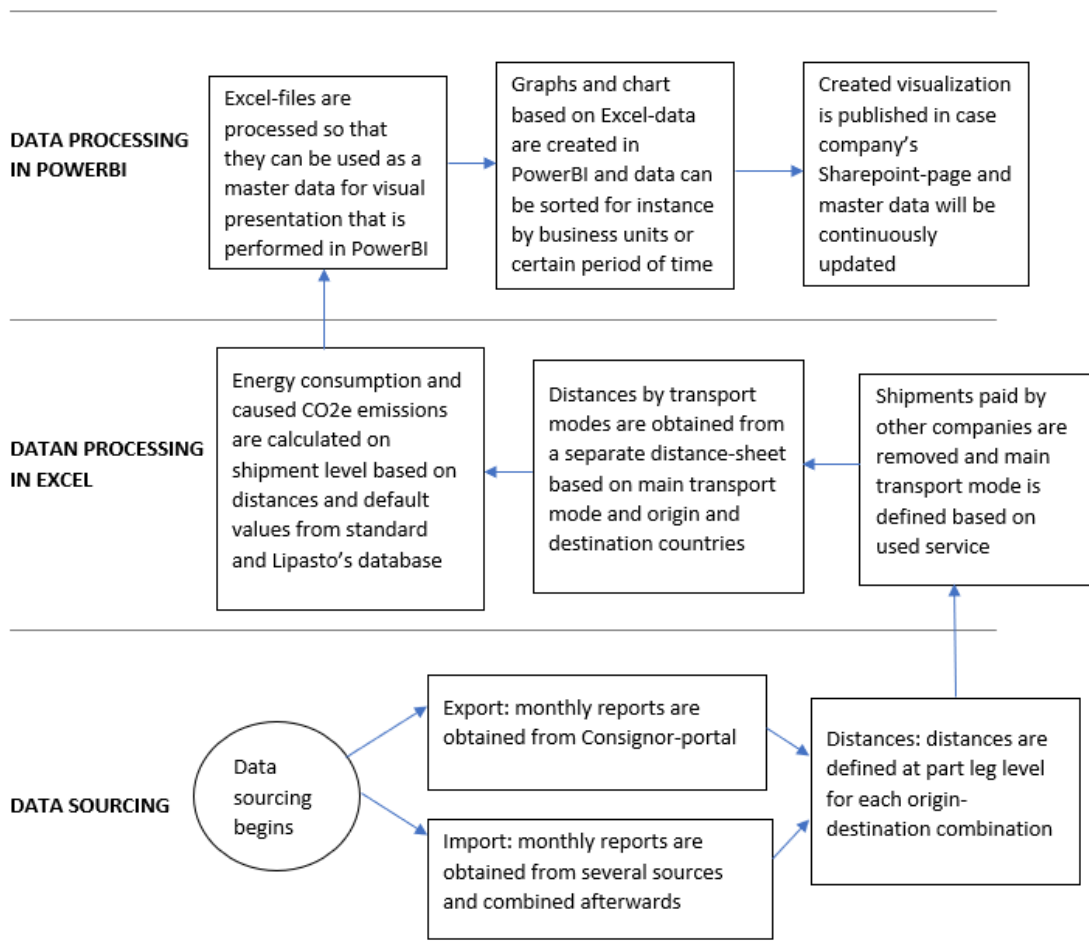 DATA PROCESSING
IN POWERBI
Excel-files are
processed so that
they can be used as a
master data for visual
presentation that is
performed in PowerBI
Graphs and chart
based on Excel-data
are created in
PowerBI and data can
be sorted for instance
by business units or
certain period of time
Created visualization
is published in case
company’s
Sharepoint-page and
master data will be
continuously
updated
DATAN PROCESSING
IN EXCEL
Energy consumption and
caused CO2e emissions
are calculated on
shipment level based on
distances and default
values from standard
and Lipasto’s database
Distances by transport
modes are obtained from
a separate distance-sheet
based on main transport
mode and origin and
destination countries
Shipments paid by
other companies are
removed and main
transport mode is
defined based on
used service
DATA SOURCING
Data
sourcing
begins
Export: monthly reports are
obtained from Consignor-portal
Import: monthly reports are
obtained from several sources
and combined afterwards
Distances: distances are
defined at part leg level
for each origin-
destination combination